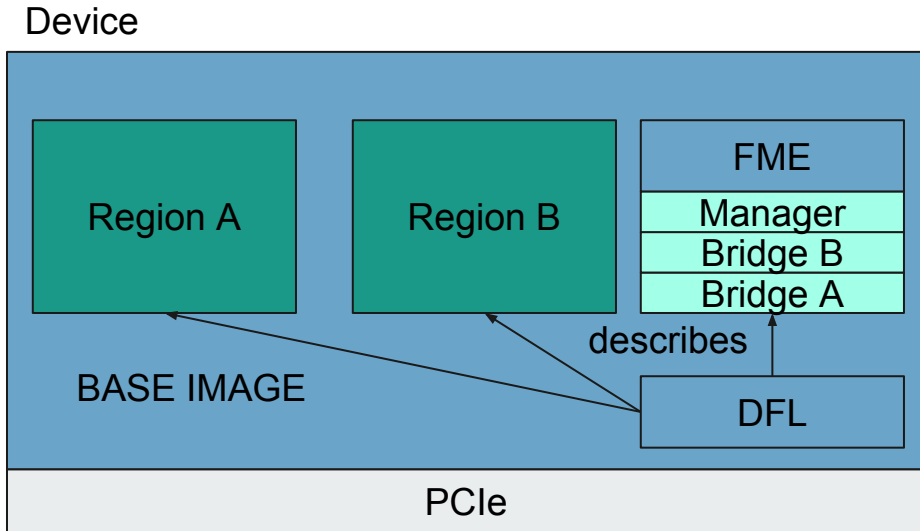 Device
Region A
Region B
FME
Manager
Bridge B
Bridge A
describes
BASE IMAGE
DFL
PCIe